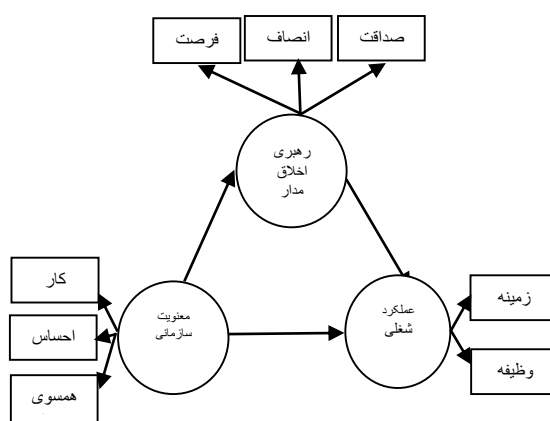 صداقت
انصاف
فرصت
رهبری
اخلاق
مدار
زمینه
وظیفه
عملکرد
شغلی
معنویت
سازمانی
کار
احساس
همسوی